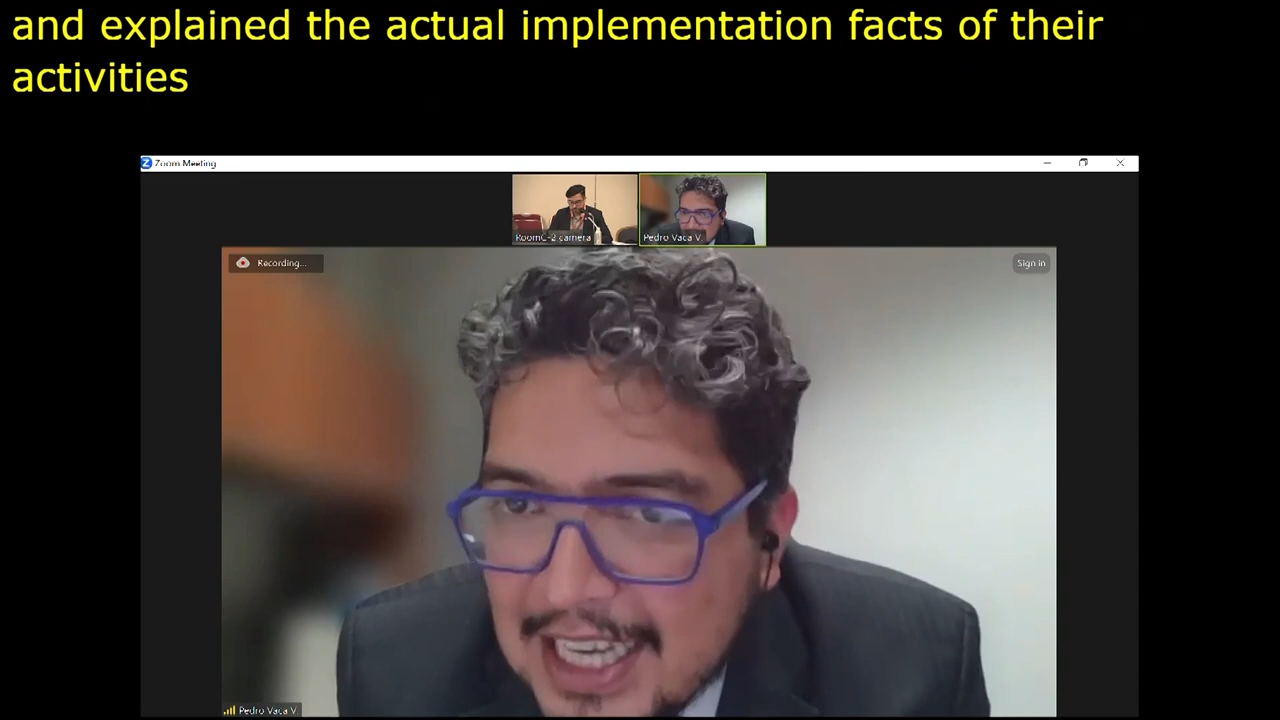 and explained the actual implementation facts of their
activities
Zoom Meeting
RoomC-2 camera
Pedro Vaca V.
Recording...
Sign in
Pedro Vaca V.